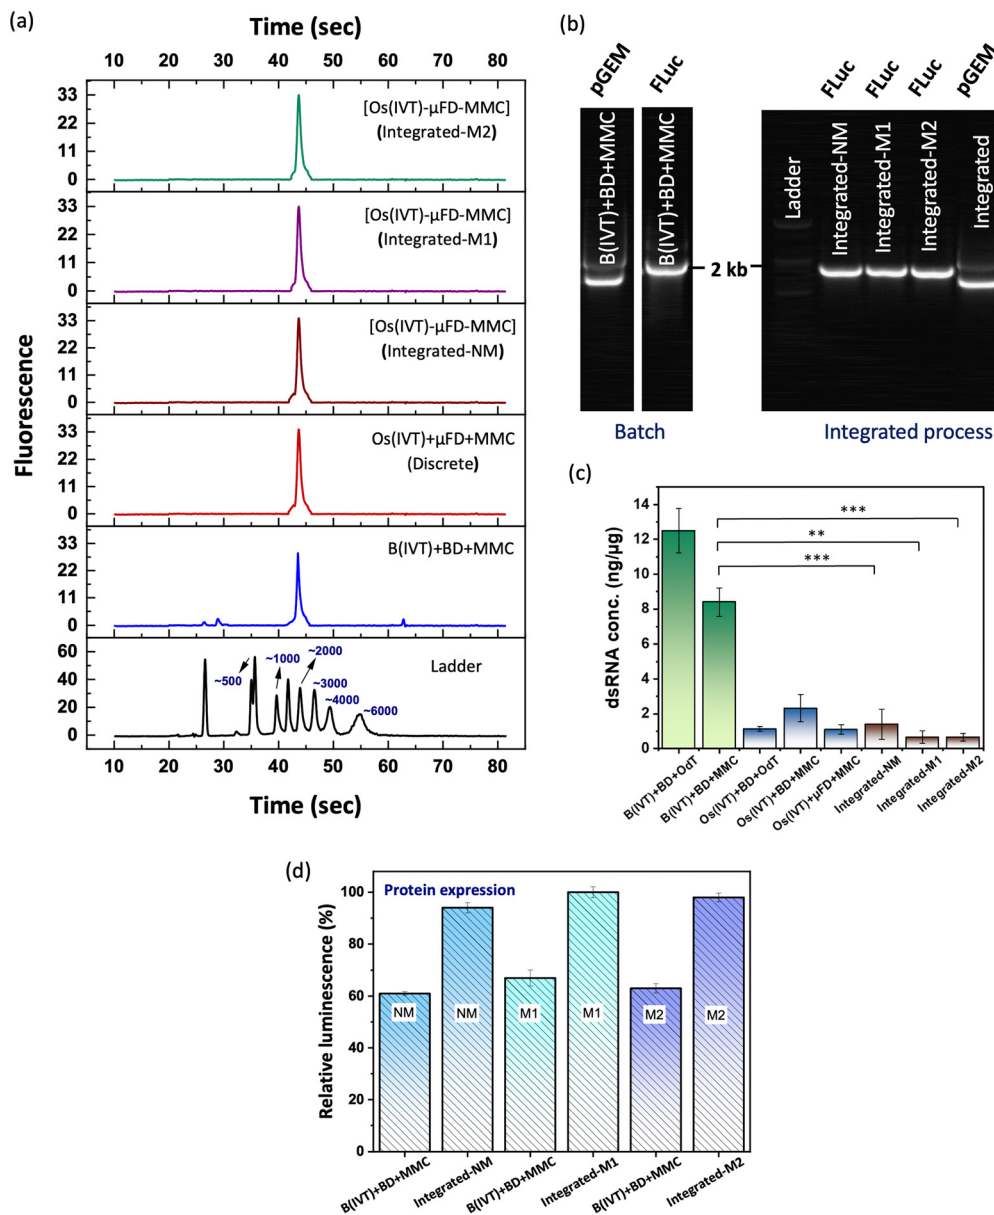 (a)
Time (sec)
10 20 30 40 50 60 70 80
Fluorescence
33
22
11
0
[Os(IVT)-µFD-MMC]
(Integrated-M2)
33
22
11
0
[Os(IVT)-µFD-MMC]
(Integrated-M1)
33
22
11
0
[Os(IVT)-µFD-MMC]
(Integrated-NM)
33
22
11
0
Os(IVT)+µFD+MMC
(Discrete)
33
22
11
0
B(IVT)+BD+MMC
60
40
20
0
Ladder
~500
~1000
~2000
~3000
~4000
~6000
10 20 30 40 50 60 70 80
Time (sec)
(b)
pGEM
FLuc
FLuc
FLuc
FLuc
pGEM
B(IVT)+BD+MMC
B(IVT)+BD+MMC
Ladder
Integrated-NM
Integrated-M1
Integrated-M2
Integrated
2 kb
Batch
Integrated process
(c)
dsRNA conc. (ng/µg)
14
12
10
8
6
4
2
0
***
**
***
B(IVT)+BD+OdT
B(IVT)+BD+MMC
Os(IVT)+BD+OdT
Os(IVT)+BD+MMC
Os(IVT)+µFD+MMC
Integrated-NM
Integrated-M1
Integrated-M2
(d)
Protein expression
Relative luminescence (%)
100
80
60
40
20
0
NM
NM
M1
M1
M2
M2
B(IVT)+BD+MMC
Integrated-NM
B(IVT)+BD+MMC
Integrated-M1
B(IVT)+BD+MMC
Integrated-M2